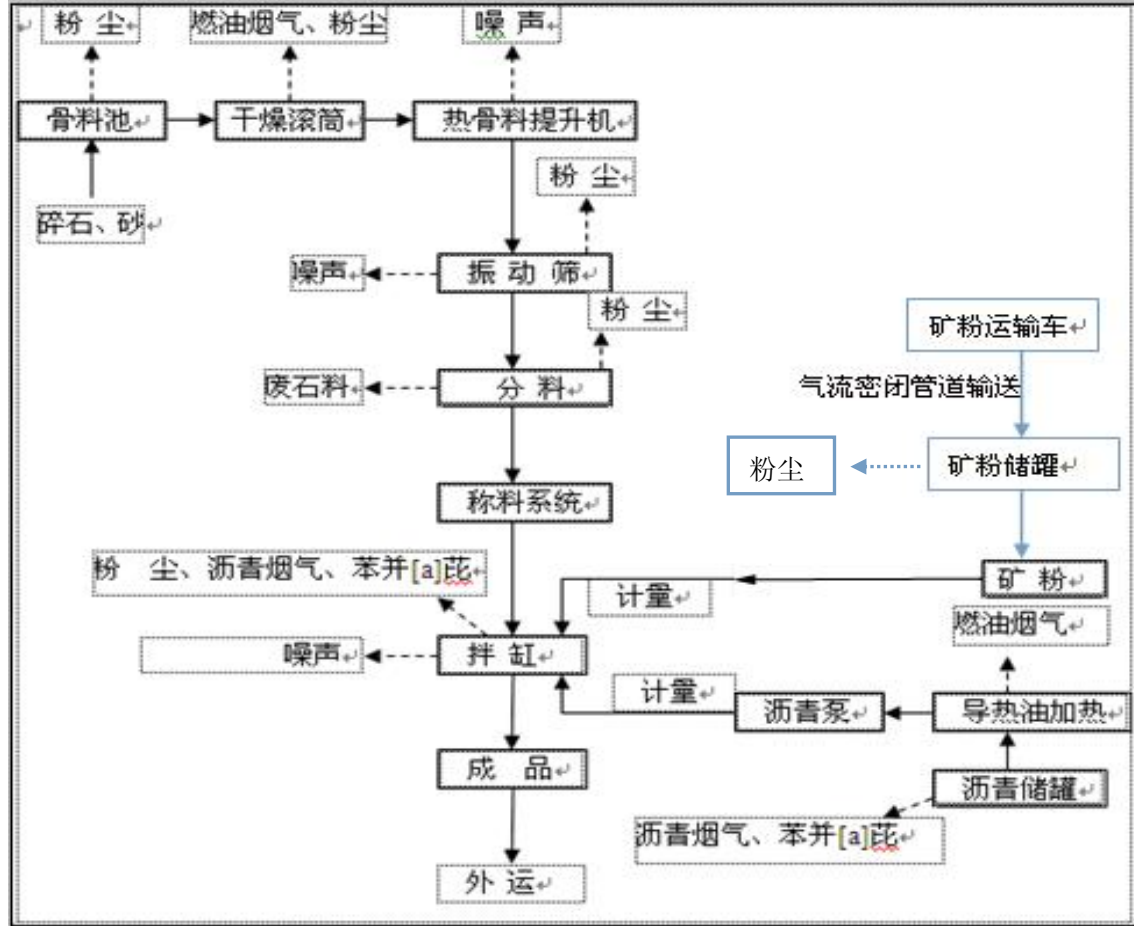 粉 尘
燃油烟气、粉尘
噪 声
骨料池
干燥滚筒
热骨料提升机
粉 尘
碎石、砂
噪声
振 动 筛
粉 尘
矿粉运输车
废石料
分 料
气流密闭管道输送
粉尘
矿粉储罐
称料系统
粉 尘、沥青烟气、苯并[a]芘
计量
矿 粉
燃油烟气
噪声
拌 缸
计量
沥青泵
导热油加热
成 品
沥青储罐
沥青烟气、苯并[a]芘
外 运